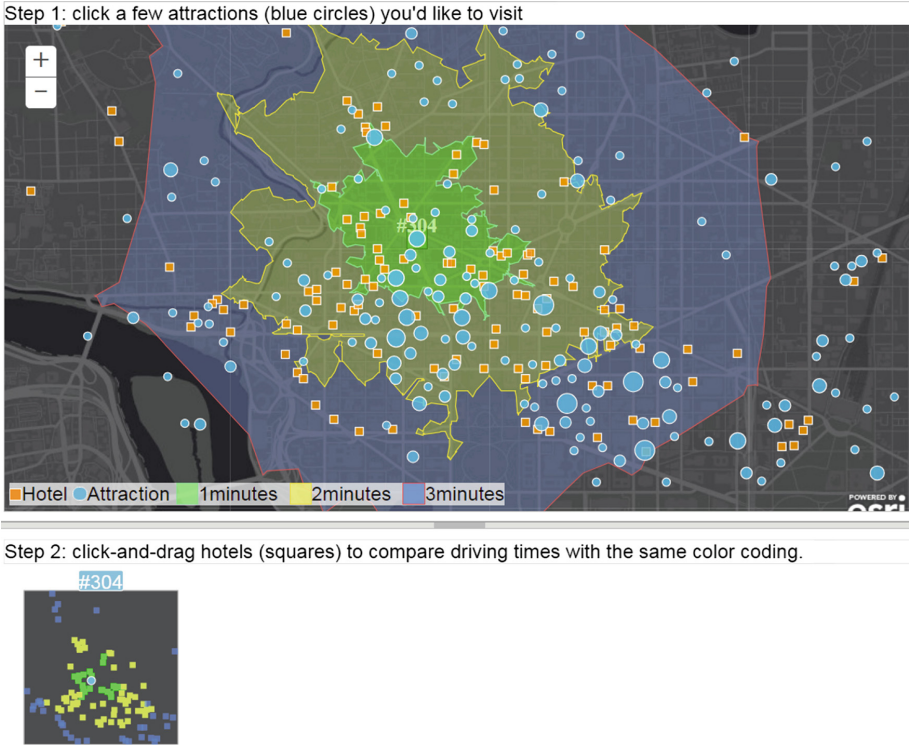 Step 1: click a few attractions (blue circles) you'd like to visit
+
−
#304
Hotel Attraction 1minutes 2minutes 3minutes
POWERED BY
esri
Step 2: click-and-drag hotels (squares) to compare driving times with the same color coding.
#304